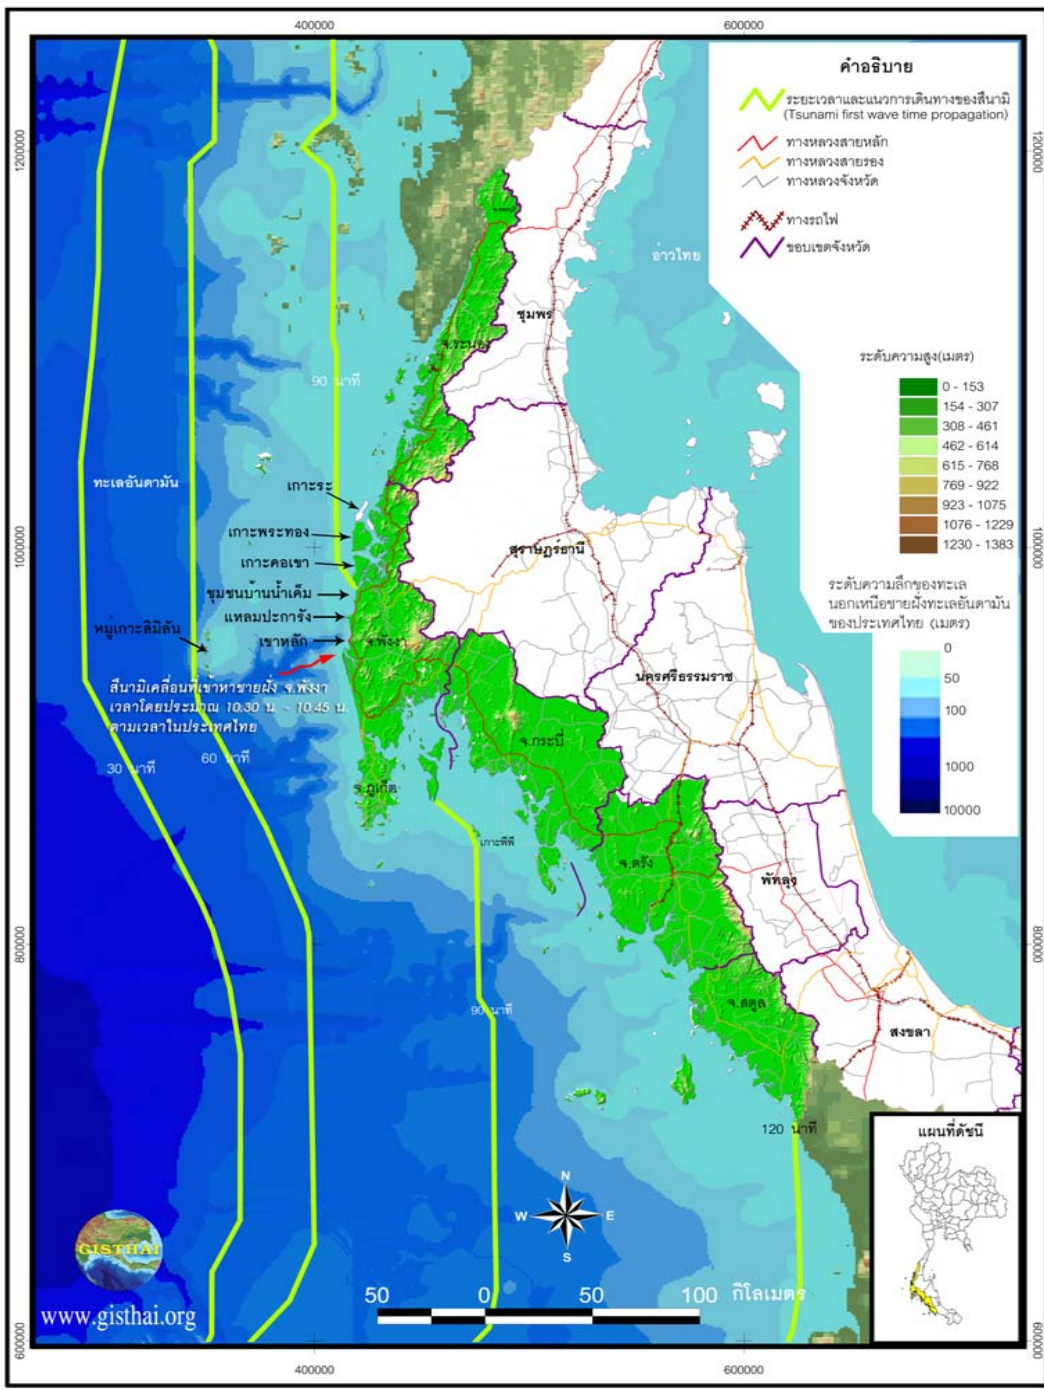 400000
600000
คำอธิบาย
ระยะเวลาและแนวการเดินทางของสึนามิ
(Tsunami first wave time propagation)
ทางหลวงสายหลัก
ทางหลวงสายรอง
ทางหลวงจังหวัด
ทางรถไฟ
ขอบเขตจังหวัด
1200000
1200000
อ่าวไทย
ชุมพร
จ.ระนอง
ระดับความสูง(เมตร)
0 - 153
154 - 307
308 - 461
462 - 614
615 - 768
769 - 922
923 - 1075
1076 - 1229
1230 - 1383
90 นาที
ทะเลอันดามัน
เกาะระ
เกาะพระทอง
เกาะคอเขา
ชุมชนบ้านน้ำเค็ม
แหลมปะการัง
เขาหลัก
หมู่เกาะสิมิลัน
จ.พังงา
สุราษฎรธานี
1000000
1000000
ระดับความลึกของทะเล
นอกเหนือชายฝั่งทะเลอันดามัน
ของประเทศไทย (เมตร)
0
50
100
1000
10000
นครศรีธรรมราช
สึนามิเคลื่อนที่เข้าหาชายฝั่ง จ.พังงา
เวลาโดยประมาณ 10.30 น. - 10.45 น.
ตามเวลาในประเทศไทย
30 นาที
60 นาที
จ.กระบี่
จ.ภูเก็ต
เกาะพีพี
จ.ตรัง
พัทลุง
800000
800000
90 นาที
จ.สตูล
สงขลา
120 นาที
แผนที่ดัชนี
N
W
E
S
GISTHAI
www.gisthai.org
50
0
50
100
กิโลเมตร
600000
600000
400000
600000